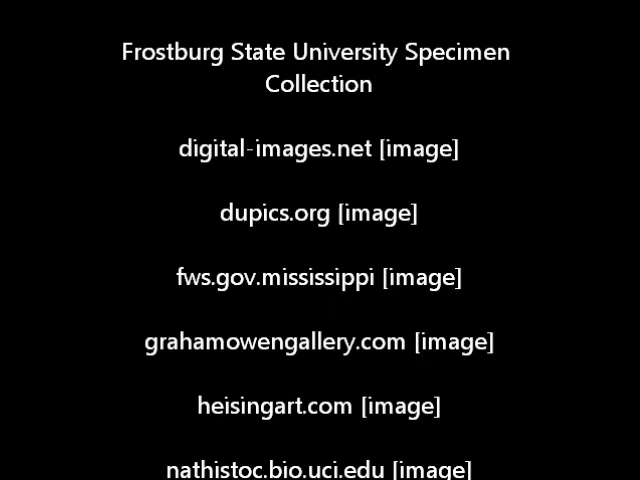 Frostburg State University Specimen
Collection
digital-images.net [image]
dupics.org [image]
fws.gov.mississippi [image]
grahamowengallery.com [image]
heisingart.com [image]
nathistoc.bio.uci.edu [image]